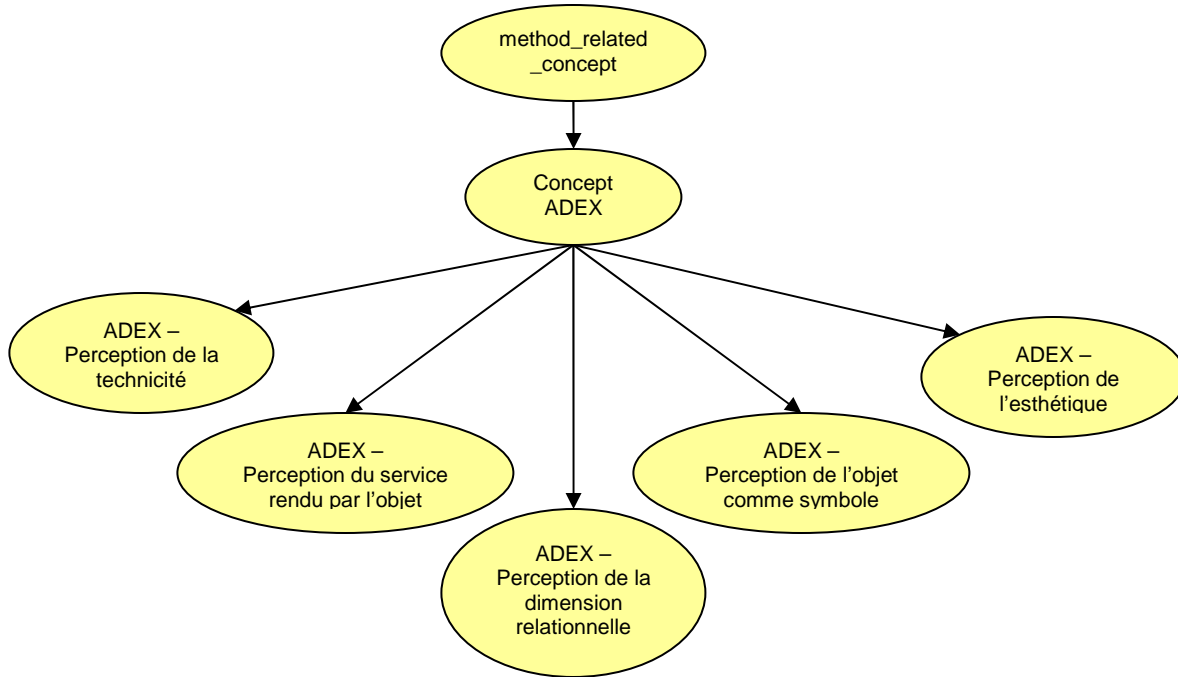 method_related
_concept
Concept
ADEX
ADEX –
Perception de la
technicité
ADEX –
Perception du service
rendu par l’objet
ADEX –
Perception de la
dimension
relationnelle
ADEX –
Perception de l’objet
comme symbole
ADEX –
Perception de
l’esthétique